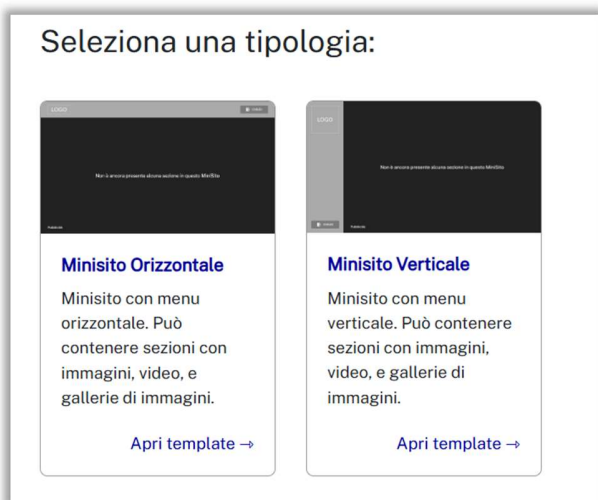 Seleziona una tipologia:
LOGO
Non è ancora presente alcuna sezione in questo MiniSito
Minisito Orizzontale
Minisito con menu
orizzontale. Può
contenere sezioni con
immagini, video, e
gallerie di immagini.
Apri template →
LOGO
Non è ancora presente alcuna sezione in questo MiniSito
Minisito Verticale
Minisito con menu
verticale. Può contenere
sezioni con immagini,
video, e gallerie di
immagini.
Apri template →